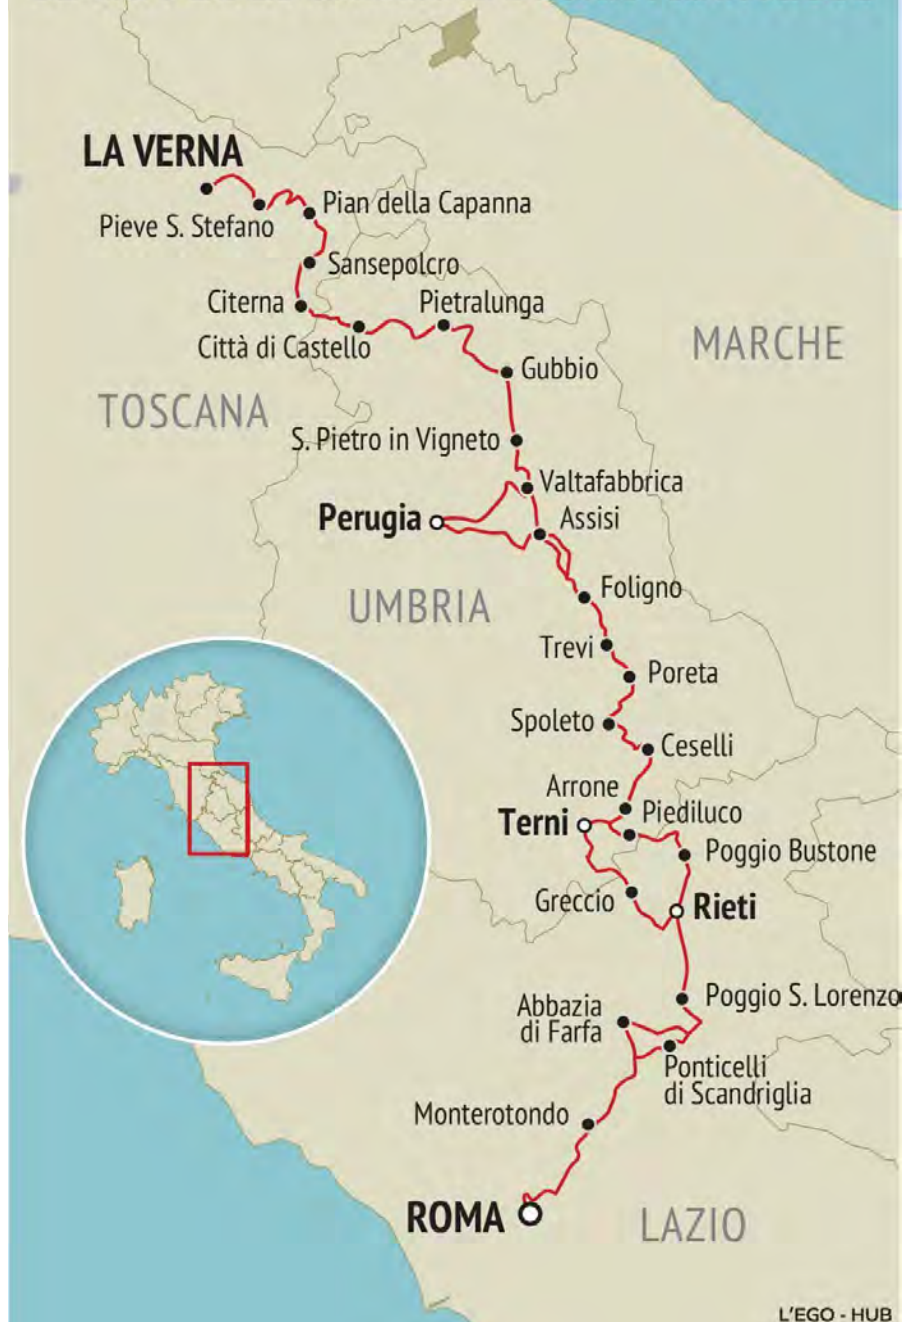 LA VERNA
Pieve S. Stefano
Pian della Capanna
Sansepolcro
Citerna
Pietralunga
Città di Castello
MARCHE
Gubbio
TOSCANA
S. Pietro in Vigneto
Valtafabbrica
Perugia
Assisi
Foligno
UMBRIA
Trevi
Poreta
Spoleto
Ceselli
Arrone
Piediluco
Terni
Poggio Bustone
Greccio
Rieti
Poggio S. Lorenzo
Abbazia
di Farfa
Ponticelli
di Scandriglia
Monterotondo
ROMA
LAZIO
L'EGO - HUB